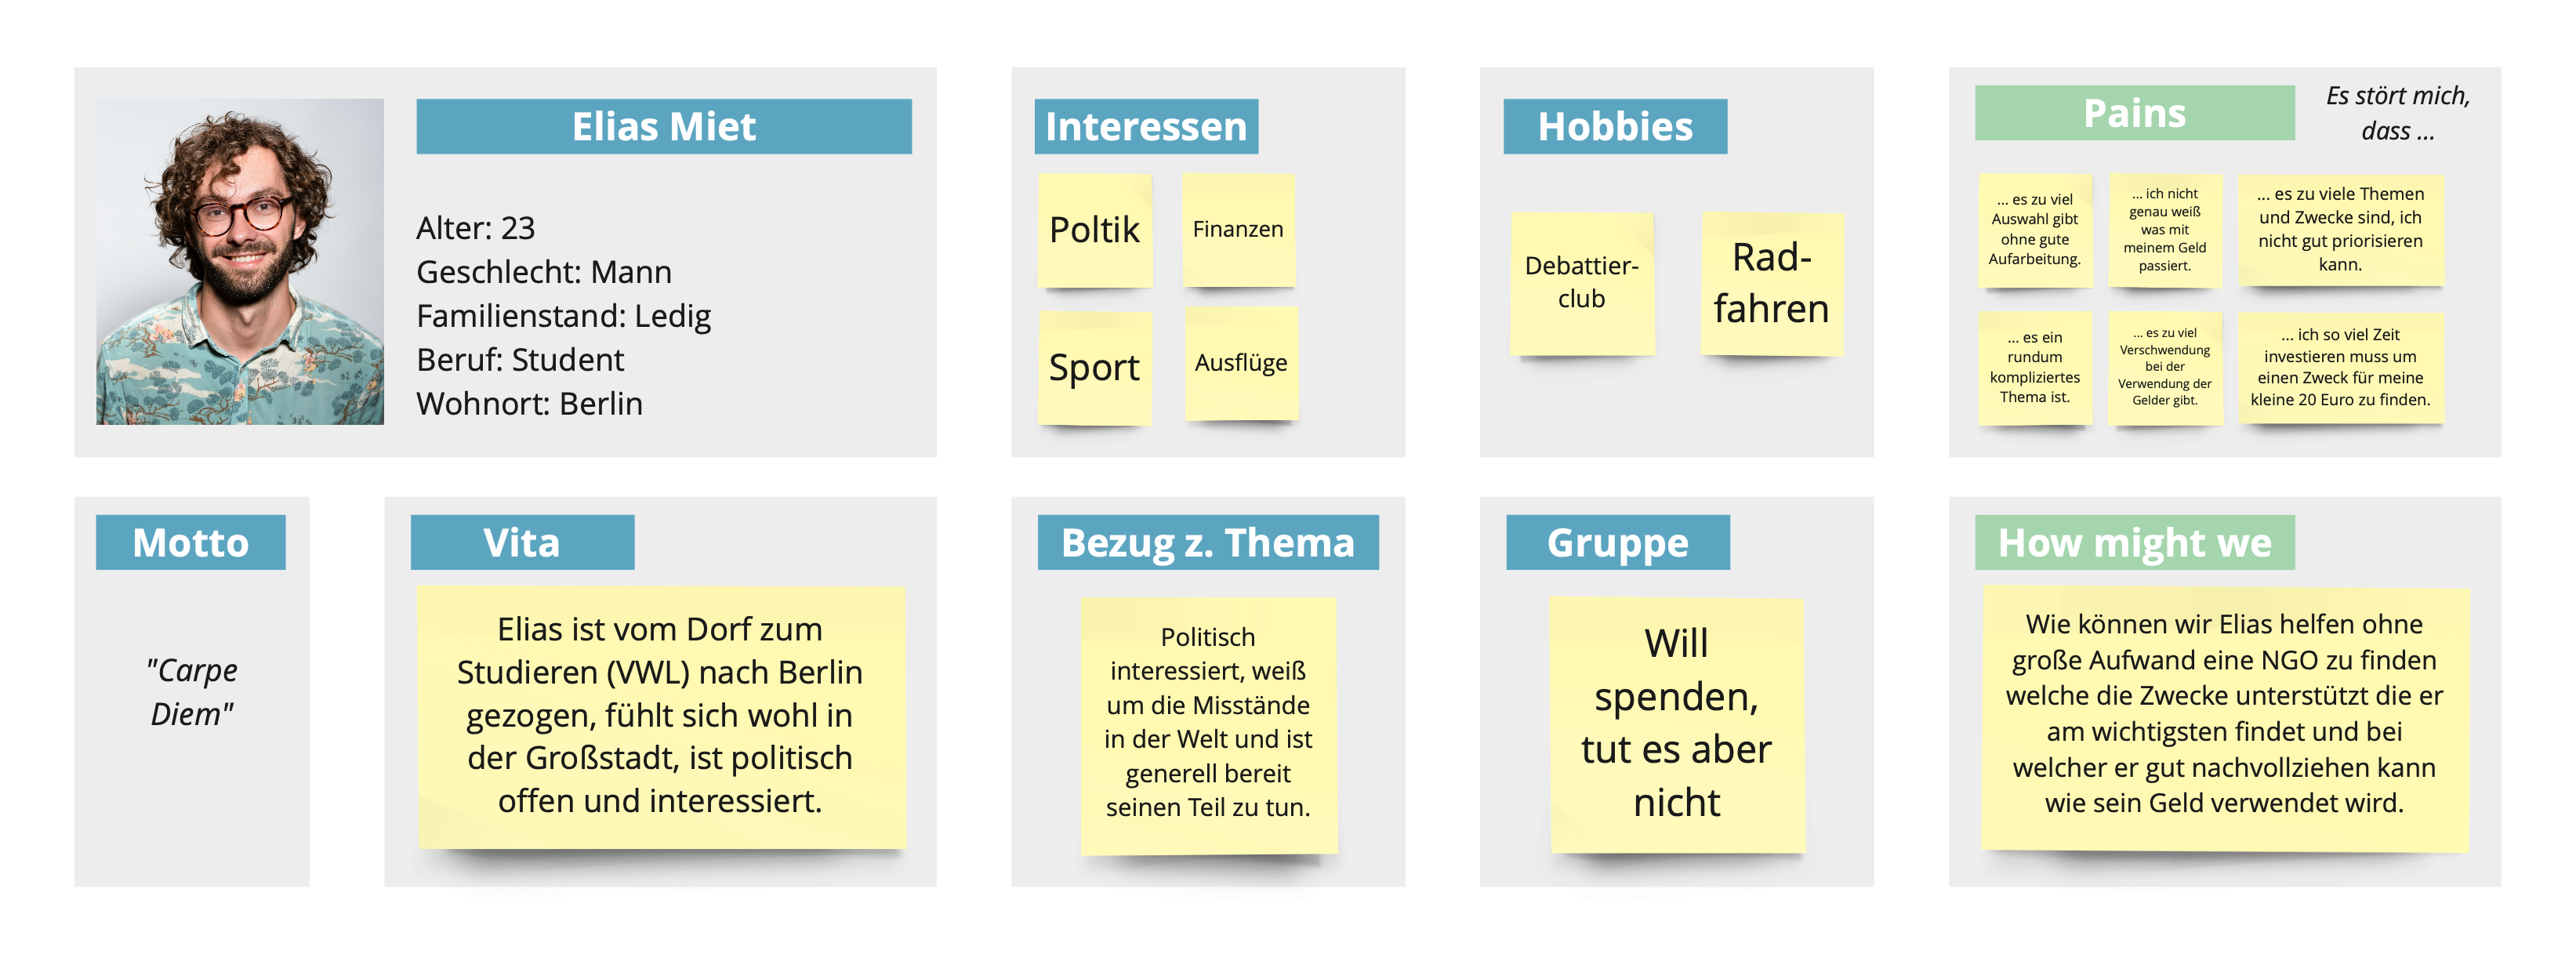 Elias Miet
Alter: 23
Geschlecht: Mann
Familienstand: Ledig
Beruf: Student
Wohnort: Berlin
Interessen
Poltik
Finanzen
Sport
Ausflüge
Hobbies
Debattier-
club
Rad-
fahren
Pains
Es stört mich,
dass ...
... es zu viel
Auswahl gibt
ohne gute
Aufarbeitung.
... ich nicht
genau weiß
was mit
meinem Geld
passiert.
... es zu viele Themen
und Zwecke sind, ich
nicht gut priorisieren
kann.
... es ein
rundum
kompliziertes
Thema ist.
... es zu viel
Verschwendung
bei der
Verwendung der
Gelder gibt.
... ich so viel Zeit
investieren muss um
einen Zweck für meine
kleine 20 Euro zu finden.
Motto
"Carpe
Diem"
Vita
Elias ist vom Dorf zum
Studieren (VWL) nach Berlin
gezogen, fühlt sich wohl in
der Großstadt, ist politisch
offen und interessiert.
Bezug z. Thema
Politisch
interessiert, weiß
um die Misstände
in der Welt und ist
generell bereit
seinen Teil zu tun.
Gruppe
Will
spenden,
tut es aber
nicht
How might we
Wie können wir Elias helfen ohne
große Aufwand eine NGO zu finden
welche die Zwecke unterstützt die er
am wichtigsten findet und bei
welcher er gut nachvollziehen kann
wie sein Geld verwendet wird.